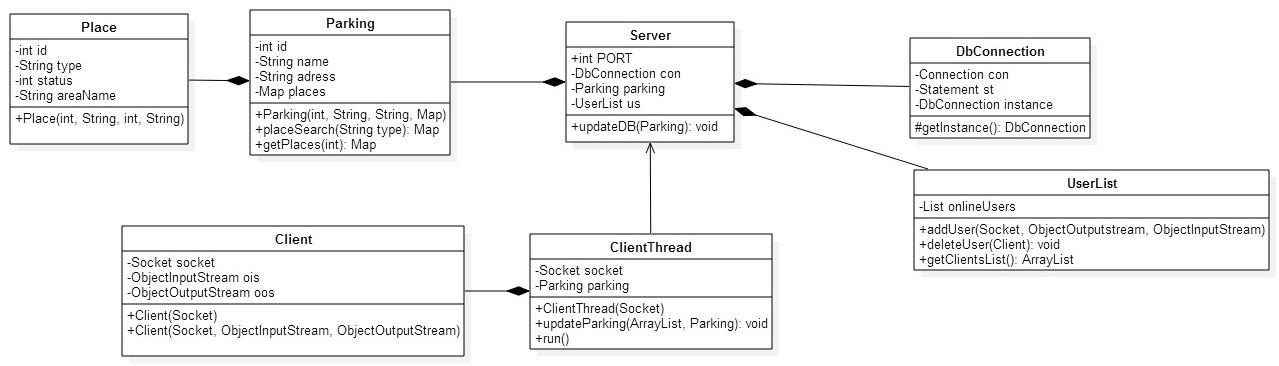 Place
-int id
-String type
-int status
-String areaName
+Place(int, String, int, String)
Parking
-int id
-String name
-String adress
-Map places
+Parking(int, String, String, Map)
+placeSearch(String type): Map
+getPlaces(int): Map
Server
+int PORT
-DbConnection con
-Parking parking
-UserList us
+updateDB(Parking): void
DbConnection
-Connection con
-Statement st
-DbConnection instance
#getInstance(): DbConnection
UserList
-List onlineUsers
+addUser(Socket, ObjectOutputstream, ObjectInputStream)
+deleteUser(Client): void
+getClientsList(): ArrayList
Client
-Socket socket
-ObjectInputStream ois
-ObjectOutputStream oos
+Client(Socket)
+Client(Socket, ObjectInputStream, ObjectOutputStream)
ClientThread
-Socket socket
-Parking parking
+ClientThread(Socket)
+updateParking(ArrayList, Parking): void
+run()